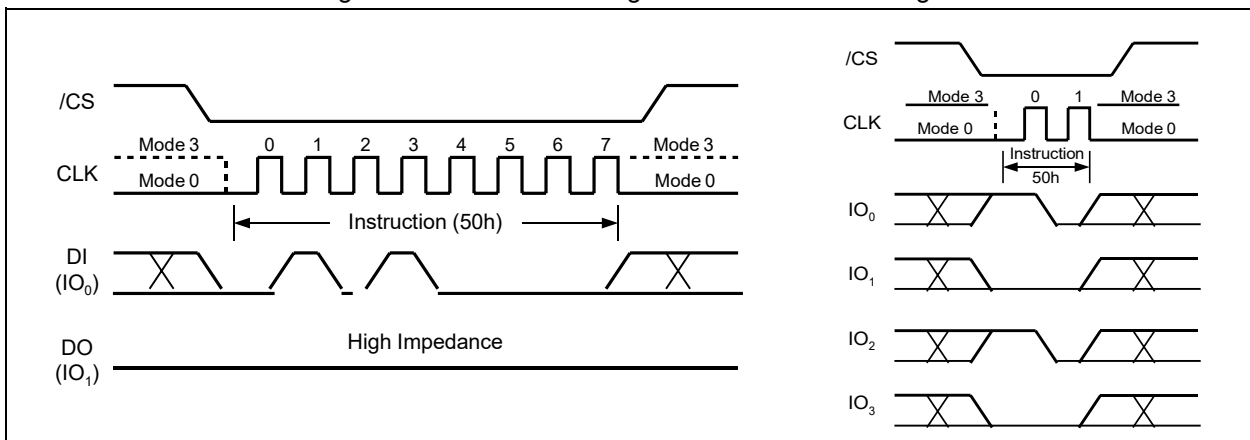 /CS
Mode 3 0 1 2 3 4 5 6 7 Mode 3
CLK
Mode 0 Mode 0
Instruction (50h)
DI
(IO0)
High Impedance
DO
(IO1)
/CS
Mode 3 0 1 Mode 3
CLK
Mode 0 Mode 0
Instruction
50h
IO0
IO1
IO2
IO3